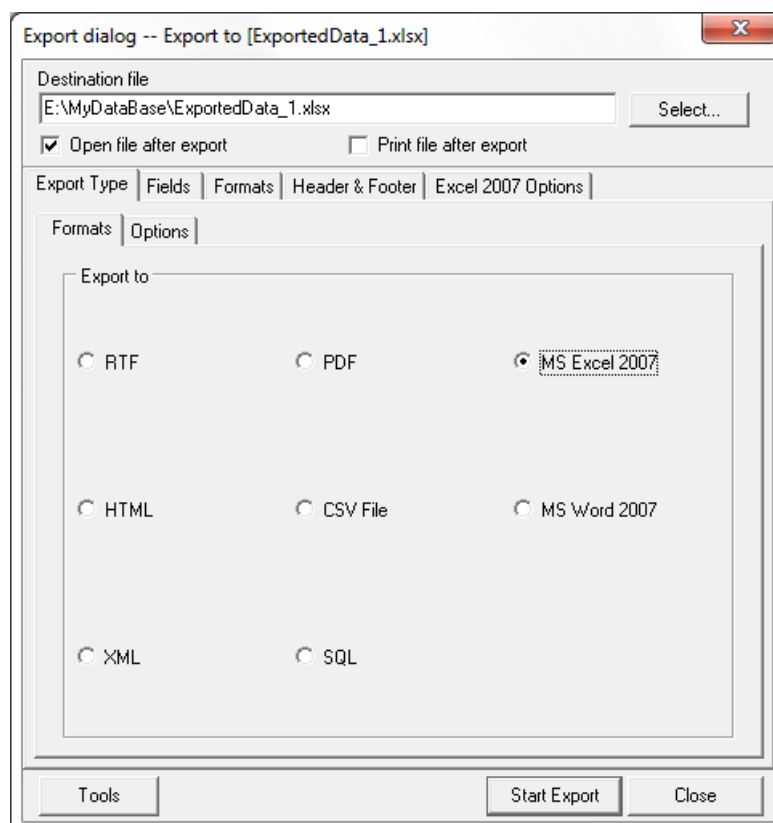 Export dialog -- Export to [ExportedData_1.xlsx]
Destination file
E:\MyDataBase\ExportedData_1.xlsx
Select...
Open file after export
Print file after export
Export Type
Fields
Formats
Header & Footer
Excel 2007 Options
Formats
Options
Export to
RTF
PDF
MS Excel 2007
HTML
CSV File
MS Word 2007
XML
SQL
Tools
Start Export
Close